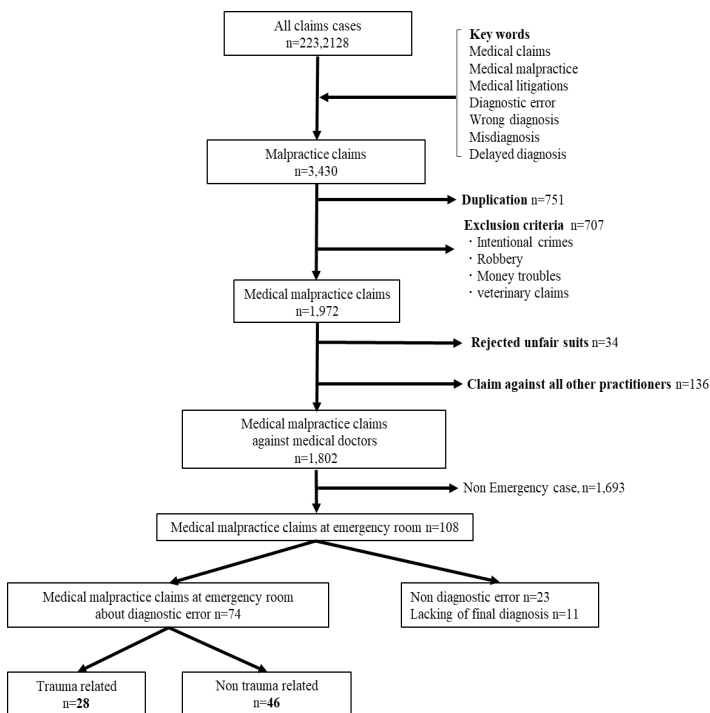 All claims cases
n=223,2128
Key words
Medical claims
Medical malpractice
Medical litigations
Diagnostic error
Wrong diagnosis
Misdiagnosis
Delayed diagnosis
Malpractice claims
n=3,430
Duplication n=751
Exclusion criteria n=707
・Intentional crimes
・Robbery
・Money troubles
・veterinary claims
Medical malpractice claims
n=1,972
Rejected unfair suits n=34
Claim against all other practitioners n=136
Medical malpractice claims
against medical doctors
n=1,802
Non Emergency case, n=1,693
Medical malpractice claims at emergency room n=108
Medical malpractice claims at emergency room
about diagnostic error n=74
Non diagnostic error n=23
Lacking of final diagnosis n=11
Trauma related
n=28
Non trauma related
n=46